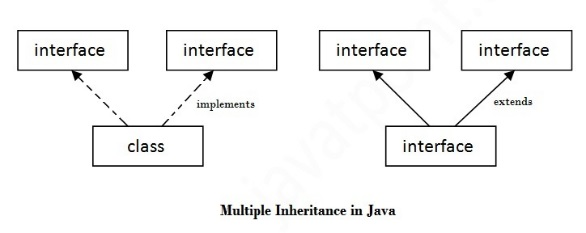 interface interface interface interface
implements extends
class interface
Multiple Inheritance in Java